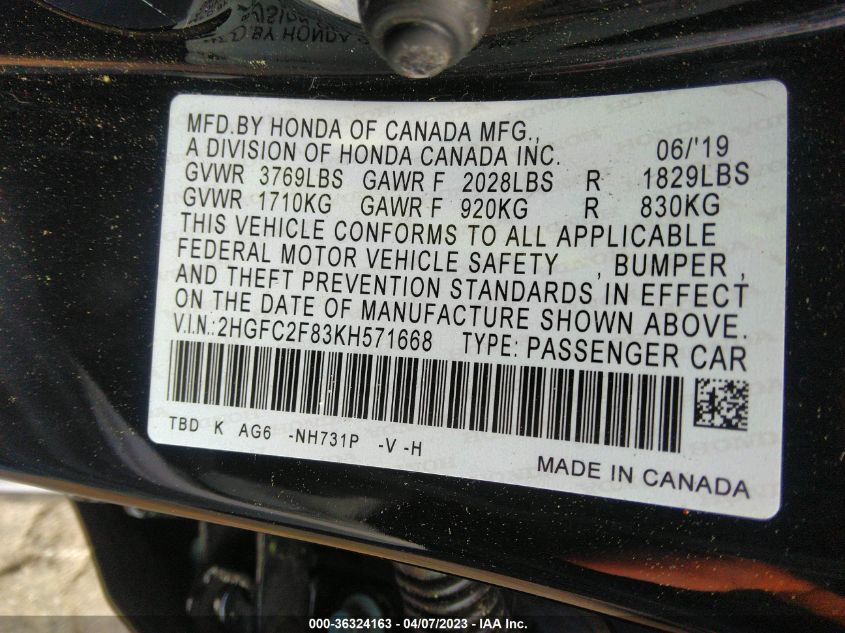 BY HONDA
MFD.BY HONDA OF CANADA MFG.,
A DIVISION OF HONDA CANADA INC. 06/'19
GVWR 3769LBS GAWR F 2028LBS R 1829LBS
GVWR 1710KG GAWR F 920KG R 830KG
THIS VEHICLE CONFORMS TO ALL APPLICABLE
FEDERAL MOTOR VEHICLE SAFETY , BUMPER ,
AND THEFT PREVENTION STANDARDS IN EFFECT
ON THE DATE OF MANUFACTURE SHOWN ABOVE.
V.I.N.:2HGFC2F83KH571668 TYPE: PASSENGER CAR
TBD K AG6 -NH731P -V -H
MADE IN CANADA
000-36324163 - 04/07/2023 - IAA Inc.